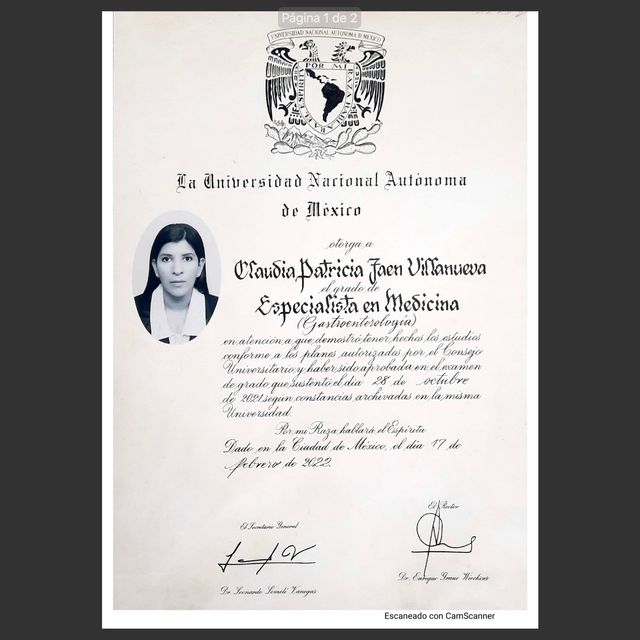 Página 1 de 2
UNIVERSIDAD NACIONAL AUTONOMA D MEXICO
POR MI RAZA HABLARA EL ESPIRITU
La Universidad Nacional Autónoma
de México
otorga a
Claudia Patricia Jaen Villanueva
el grado de
Especialista en Medicina
(Gastroenterología)
en atención a que demostró tener hechos los estudios
conforme a los planes autorizados por el Consejo
Universitario y haber sido aprobada en el examen
de grado que sustentó el día 28 de octubre
de 2021 según constancias archivadas en la misma
Universidad.
Por mi Raza hablará el Espíritu
Dado en la Ciudad de México, el día 17 de
febrero de 2022.
El Secretario General
El Rector
Dr. Leonardo Lomelí Vanegas
Dr. Enrique Graue Wiechers
Escaneado con CamScanner